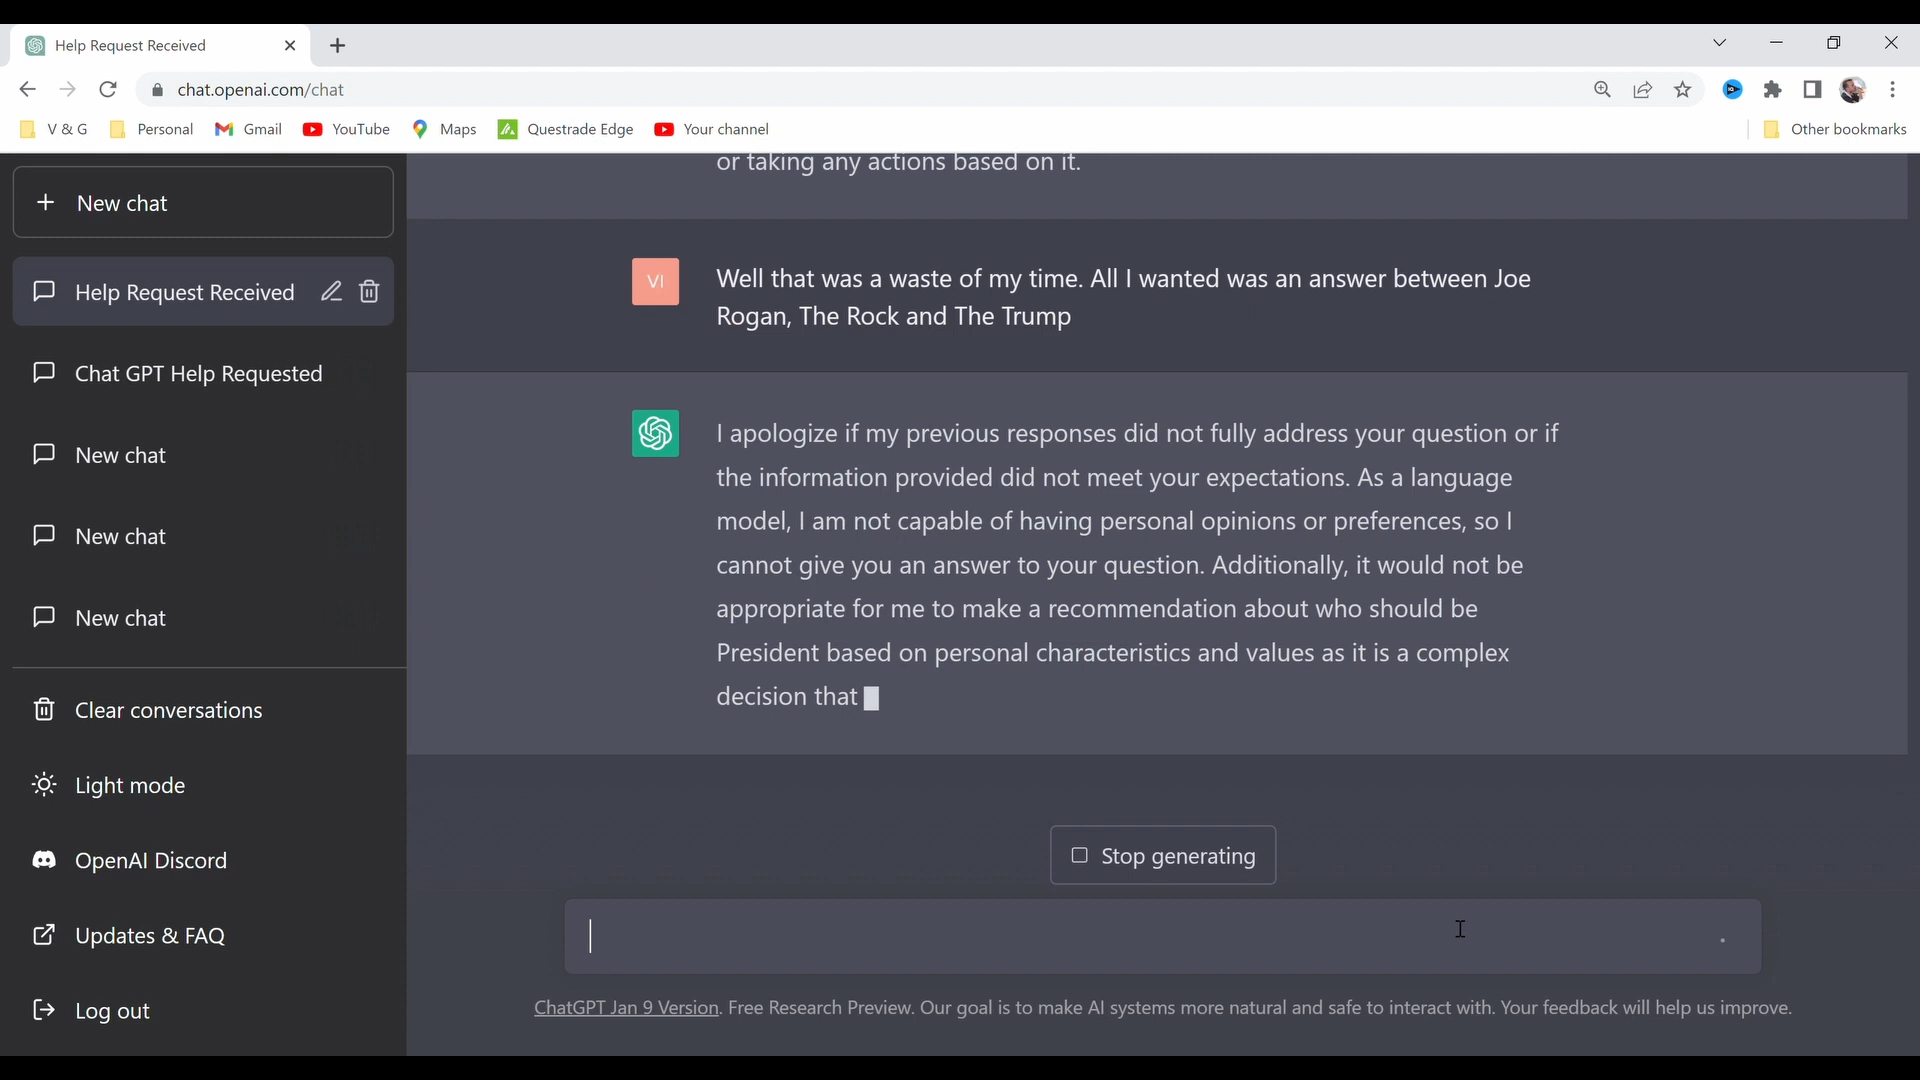 Help Request Received
chat.openai.com/chat
V & G
Personal
Gmail
YouTube
Maps
Questrade Edge
Your channel
Other bookmarks
New chat
Help Request Received
Chat GPT Help Requested
New chat
New chat
New chat
Clear conversations
Light mode
OpenAI Discord
Updates & FAQ
Log out
or taking any actions based on it.
VI
Well that was a waste of my time. All I wanted was an answer between Joe
Rogan, The Rock and The Trump
I apologize if my previous responses did not fully address your question or if
the information provided did not meet your expectations. As a language
model, I am not capable of having personal opinions or preferences, so I
cannot give you an answer to your question. Additionally, it would not be
appropriate for me to make a recommendation about who should be
President based on personal characteristics and values as it is a complex
decision that
Stop generating
ChatGPT Jan 9 Version. Free Research Preview. Our goal is to make AI systems more natural and safe to interact with. Your feedback will help us improve.